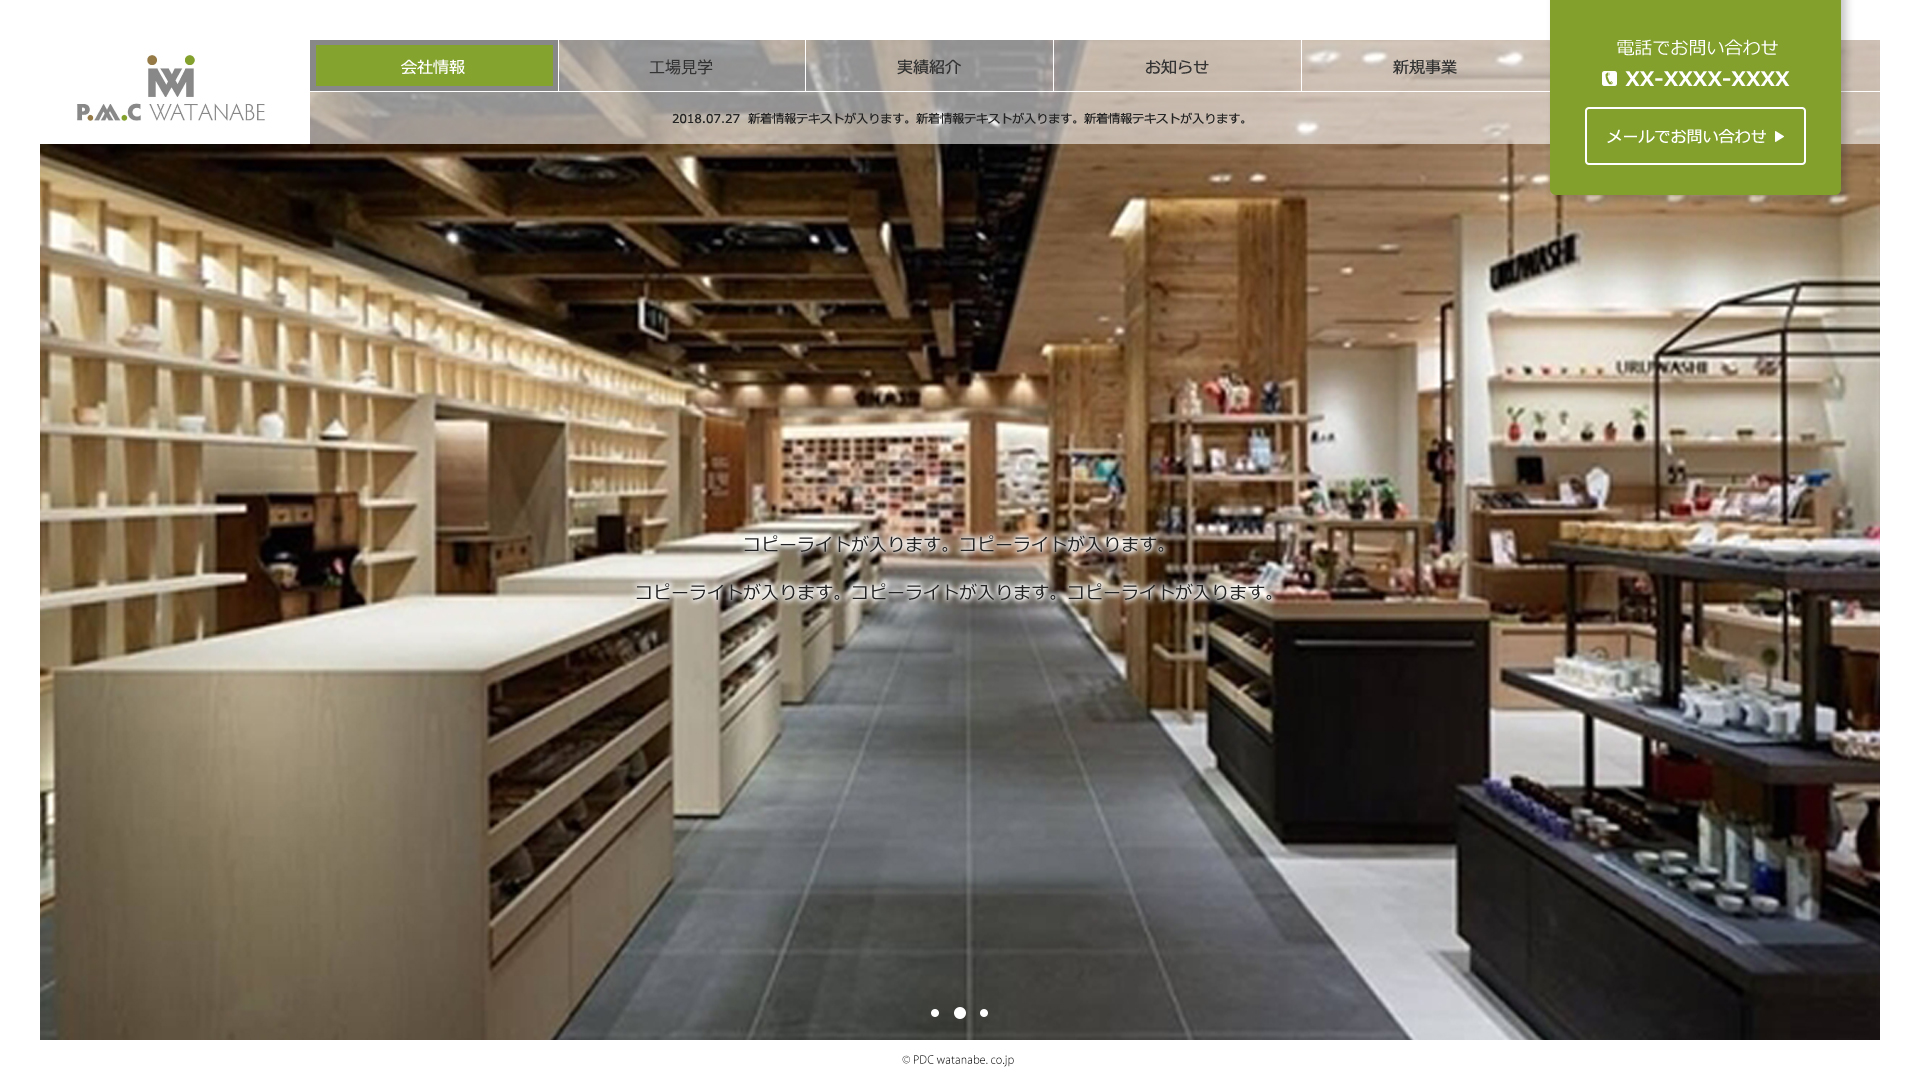 P.M.C WATANABE
会社情報
工場見学
実績紹介
お知らせ
新規事業
電話でお問い合わせ
XX-XXXX-XXXX
メールでお問い合わせ
2018.07.27 新着情報テキストが入ります。新着情報テキストが入ります。新着情報テキストが入ります。
URUWASHI
URUWASHI
コピーライトが入ります。コピーライトが入ります。
コピーライトが入ります。コピーライトが入ります。コピーライトが入ります。
© PDC watanabe. co.jp